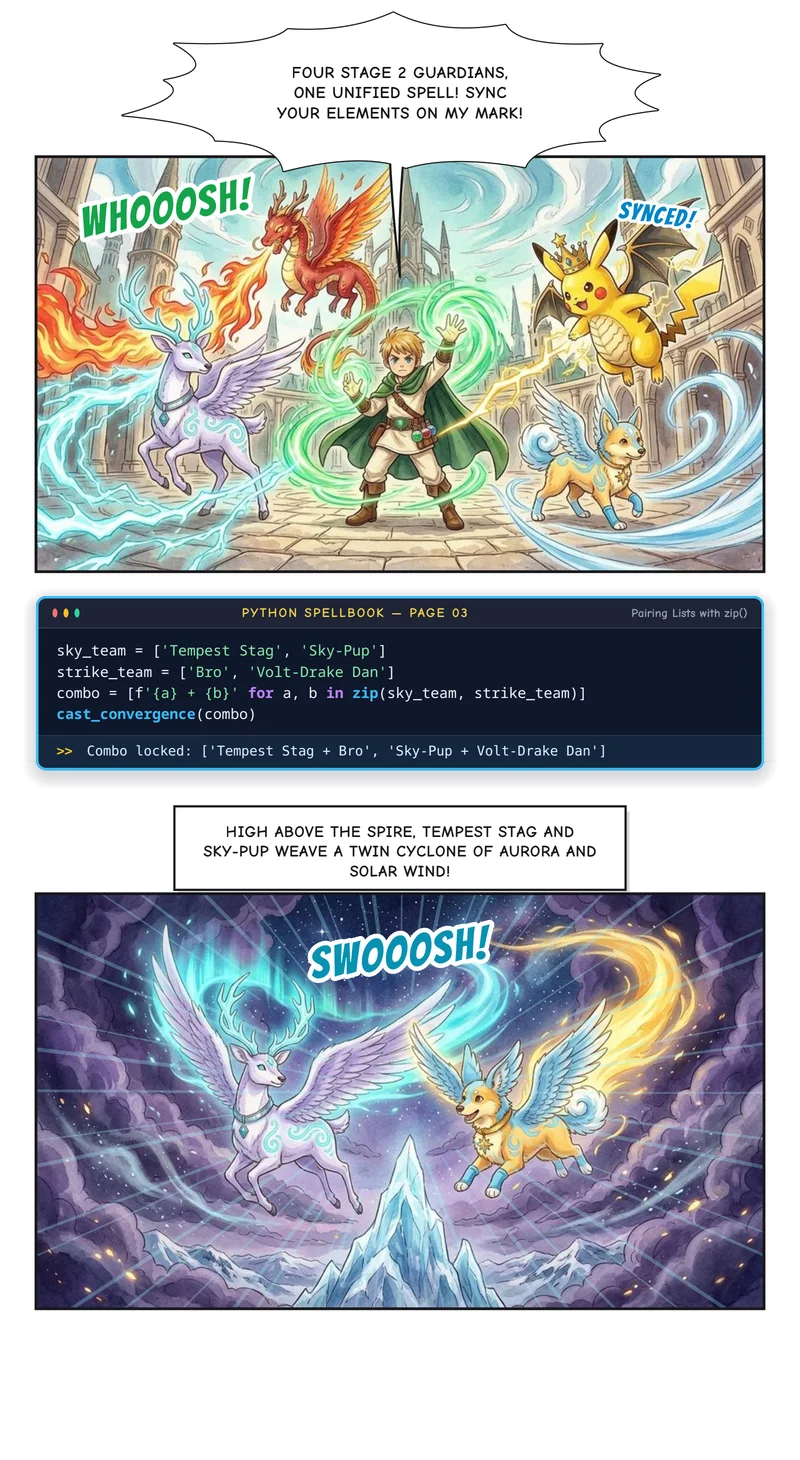 FOUR STAGE 2 GUARDIANS,
ONE UNIFIED SPELL! SYNC
YOUR ELEMENTS ON MY MARK!
WHOOOSH!
SYNCED!
PYTHON SPELLBOOK — PAGE 03
Pairing Lists with zip()
sky_team = ['Tempest Stag', 'Sky-Pup']
strike_team = ['Bro', 'Volt-Drake Dan']
combo = [f'{a} + {b}' for a, b in zip(sky_team, strike_team)]
cast_convergence(combo)
>> Combo locked: ['Tempest Stag + Bro', 'Sky-Pup + Volt-Drake Dan']
HIGH ABOVE THE SPIRE, TEMPEST STAG AND
SKY-PUP WEAVE A TWIN CYCLONE OF AURORA AND
SOLAR WIND!
SWOOOSH!